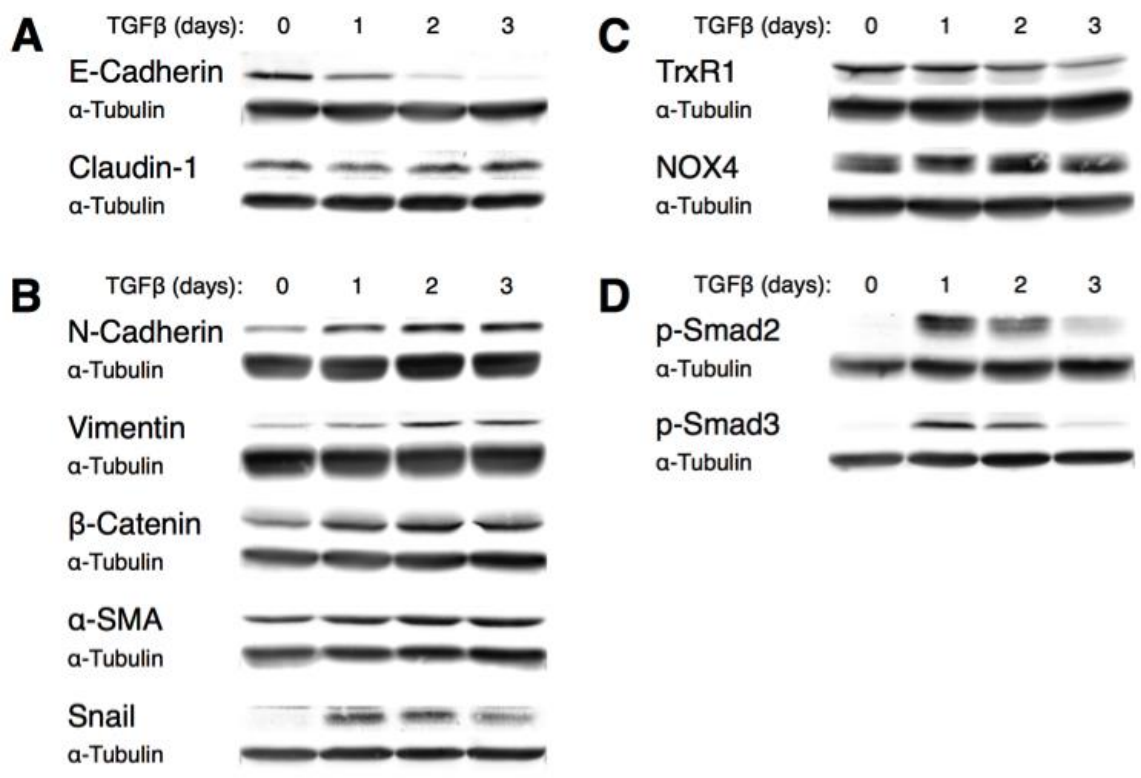 A
TGFβ (days): 0 1 2 3
E-Cadherin
α-Tubulin
Claudin-1
α-Tubulin
B
TGFβ (days): 0 1 2 3
N-Cadherin
α-Tubulin
Vimentin
α-Tubulin
β-Catenin
α-Tubulin
α-SMA
α-Tubulin
Snail
α-Tubulin
C
TGFβ (days): 0 1 2 3
TrxR1
α-Tubulin
NOX4
α-Tubulin
D
TGFβ (days): 0 1 2 3
p-Smad2
α-Tubulin
p-Smad3
α-Tubulin